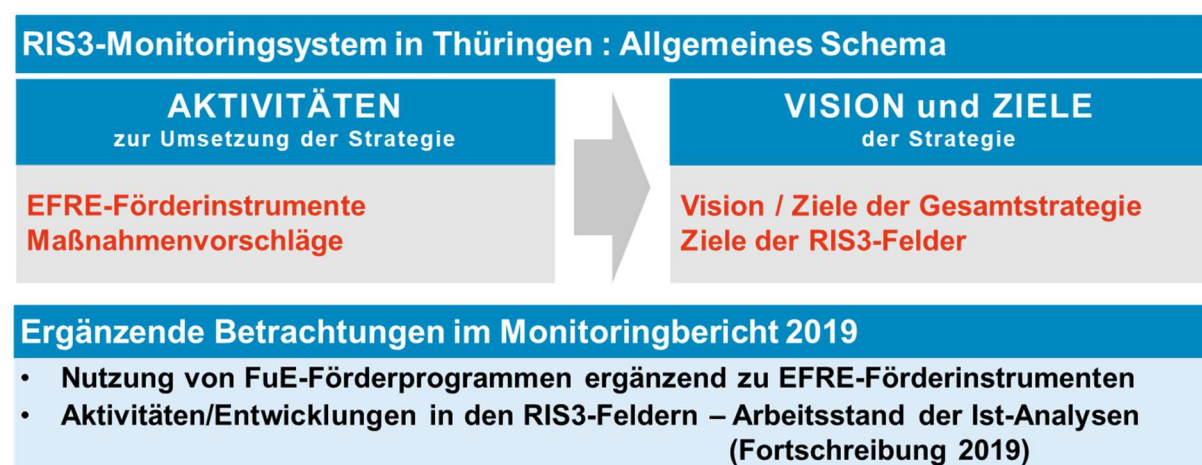 RIS3-Monitoringsystem in Thüringen : Allgemeines Schema
AKTIVITÄTEN
zur Umsetzung der Strategie
EFRE-Förderinstrumente
Maßnahmenvorschläge
VISION und ZIELE
der Strategie
Vision / Ziele der Gesamtstrategie
Ziele der RIS3-Felder
Ergänzende Betrachtungen im Monitoringbericht 2019
• Nutzung von FuE-Förderprogrammen ergänzend zu EFRE-Förderinstrumenten
• Aktivitäten/Entwicklungen in den RIS3-Feldern – Arbeitsstand der Ist-Analysen
(Fortschreibung 2019)